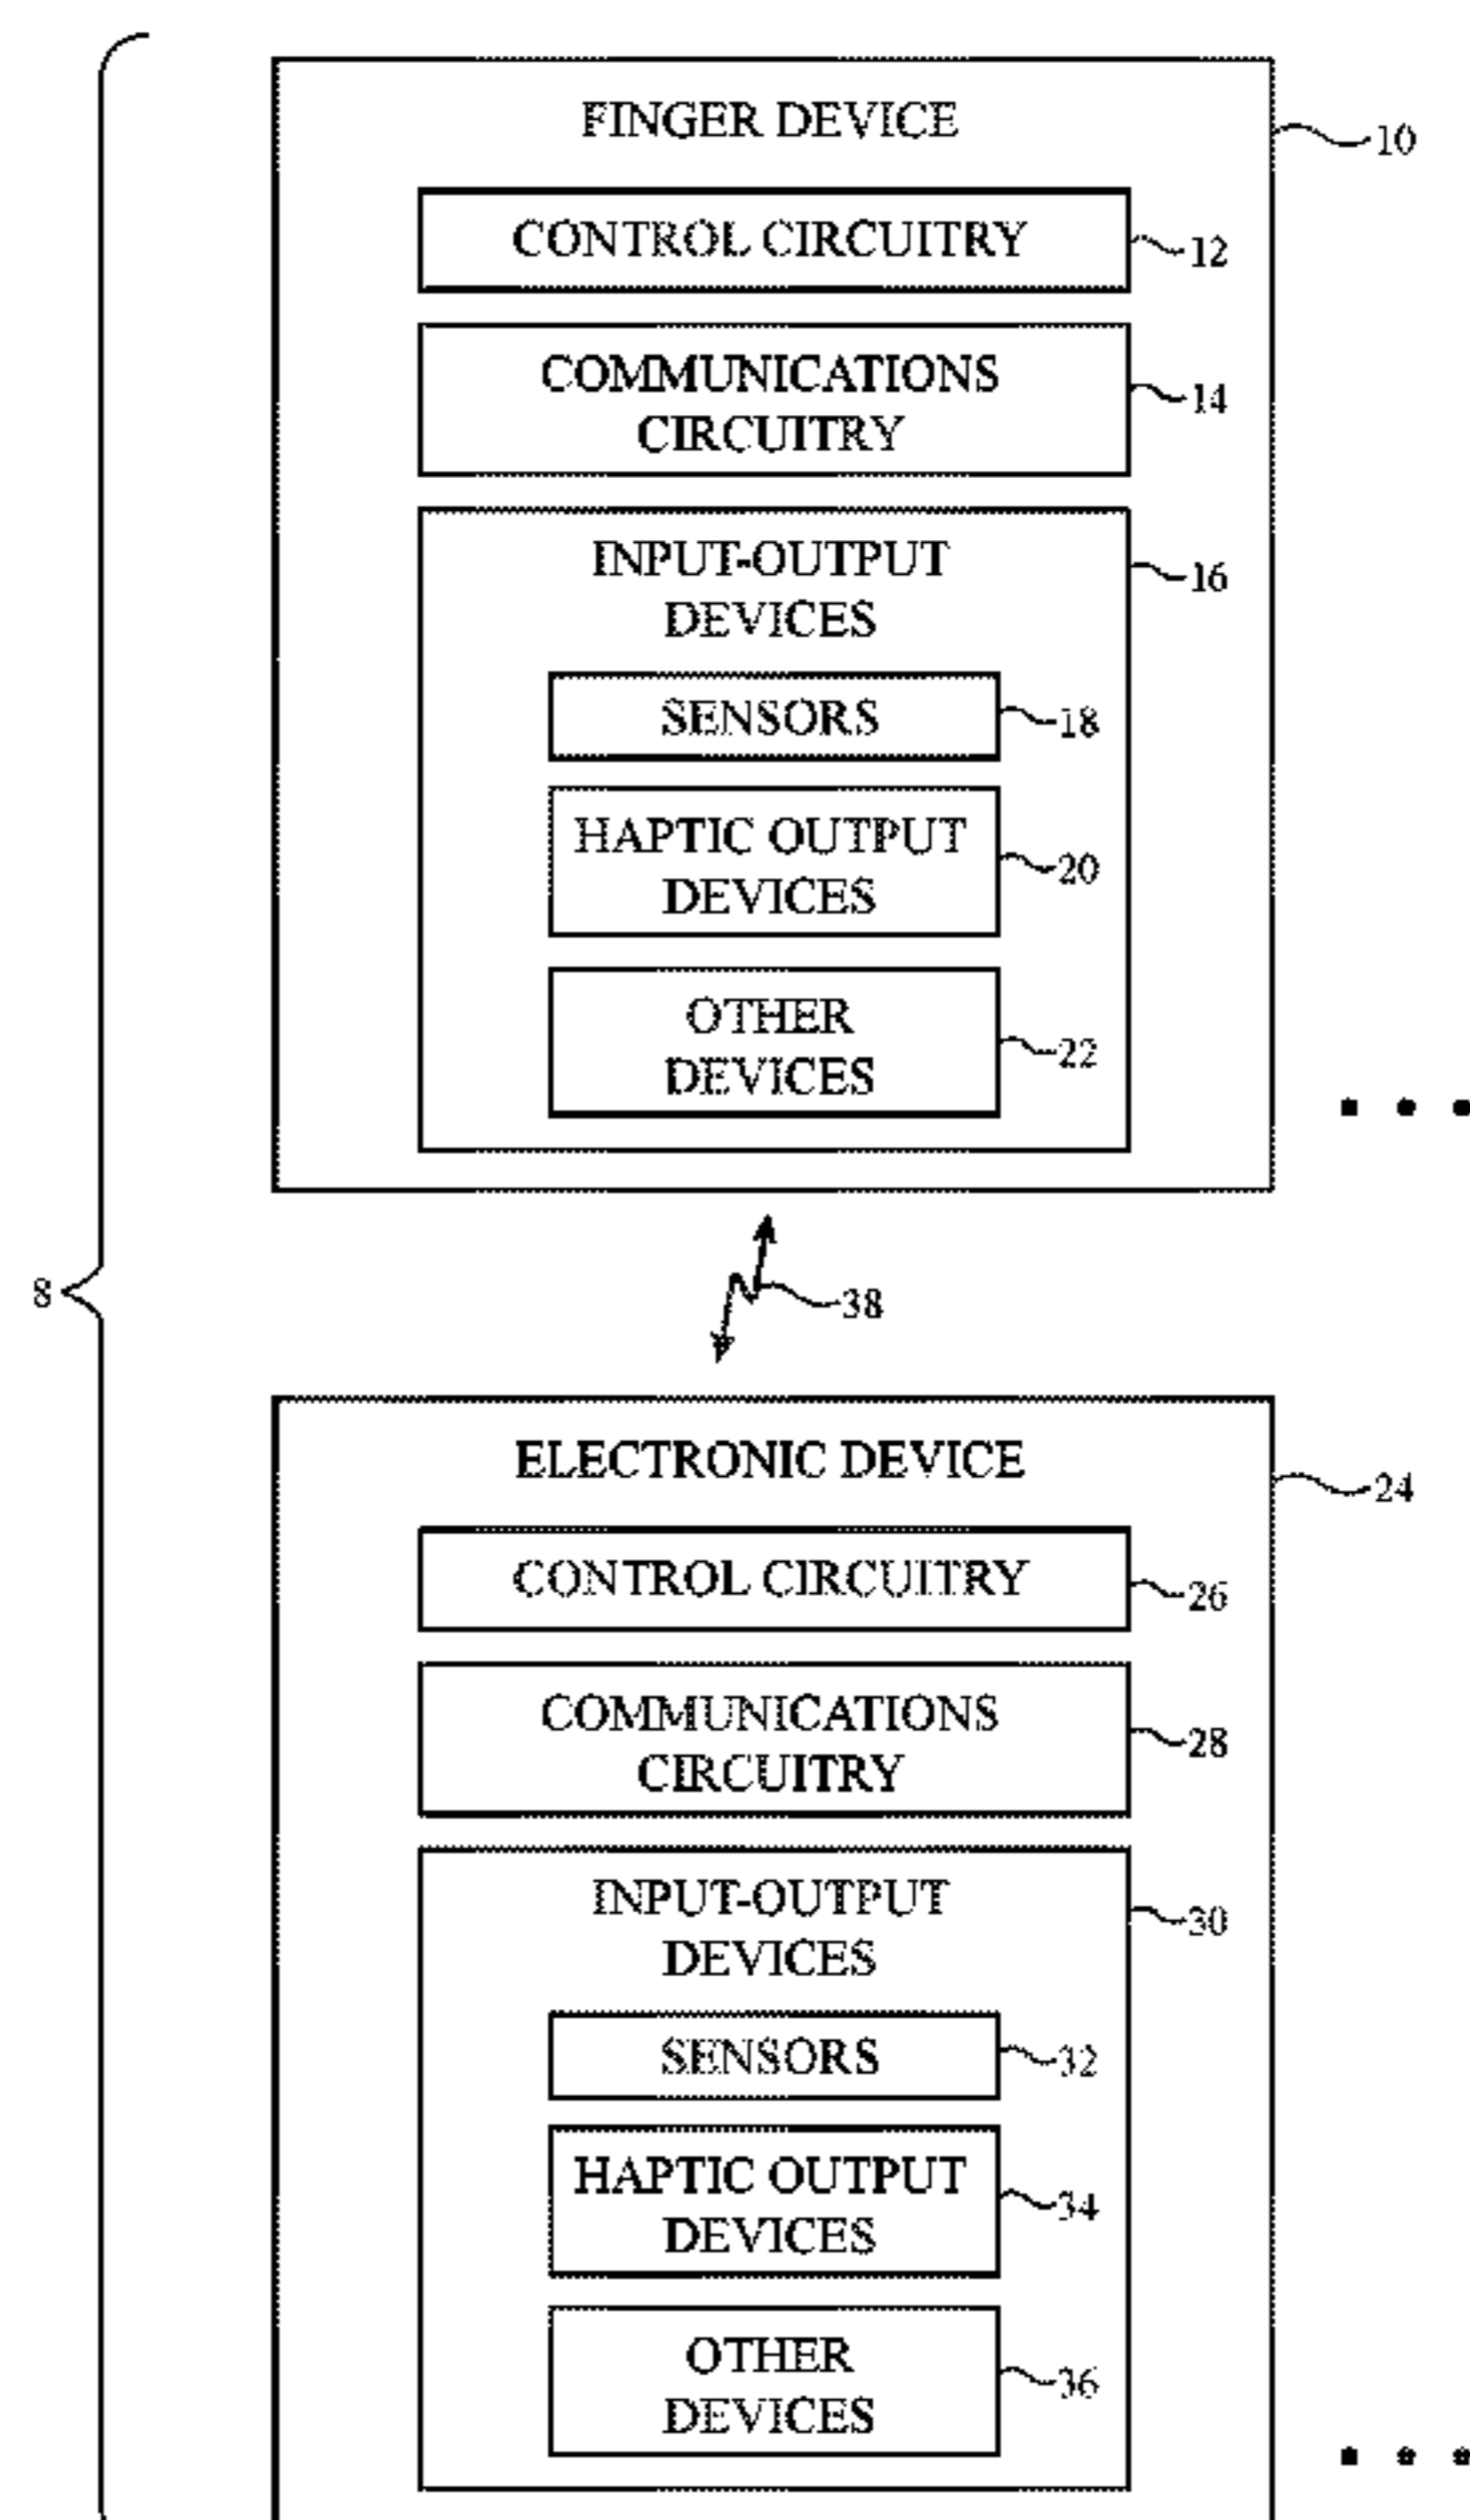 FINGER DEVICE
10
CONTROL CIRCUITRY
12
COMMUNICATIONS
CIRCUITRY
14
INPUT-OUTPUT
DEVICES
16
SENSORS
18
HAPTIC OUTPUT
DEVICES
20
OTHER
DEVICES
22
8
38
ELECTRONIC DEVICE
24
CONTROL CIRCUITRY
26
COMMUNICATIONS
CIRCUITRY
28
INPUT-OUTPUT
DEVICES
30
SENSORS
32
HAPTIC OUTPUT
DEVICES
34
OTHER
DEVICES
36